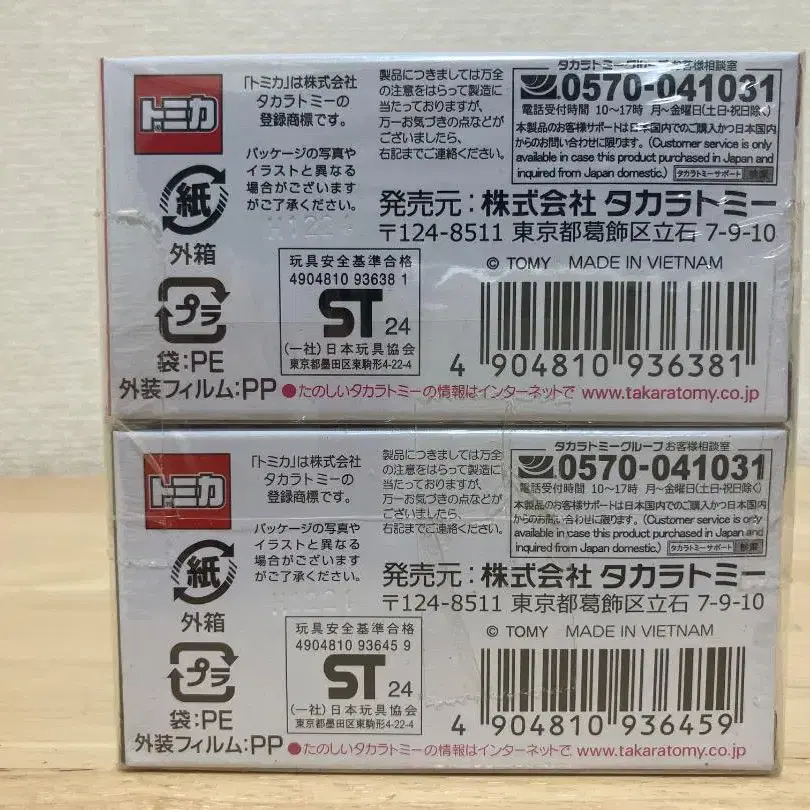 トミカ
「トミカ」は株式会社
タカラトミーの
登録商標です。
パッケージの写真や
イラストと異なる
場合がございます
がご了承ください。
製品につきましては万全
の注意をはらって製造に
当たっておりますが、
万一お気づきの点などが
ございましたら、
右記までご連絡ください。
タカラトミーグループお客様相談室
0570-041031
電話受付時間 10〜17時 月〜金曜日(土・日・祝日除く)
本製品のお客様サポートは日本国内でのご購入かつ日本国内
からのお問い合わせに限ります。(Customer service is only
available in case this product purchased in Japan and
inquired from Japan domestic.) タカラトミーサポート 検索
発売元:株式会社 タカラトミー
〒124-8511 東京都葛飾区立石 7-9-10
紙
外箱
プラ
袋:PE
外装フィルム:PP
玩具安全基準合格
4904810 93638 1
ST 24
(一社)日本玩具協会
東京都墨田区東駒形4-22-4
© TOMY MADE IN VIETNAM
4 904810 936381
●たのしいタカラトミーの情報はインターネットで www.takaratomy.co.jp
トミカ
「トミカ」は株式会社
タカラトミーの
登録商標です。
パッケージの写真や
イラストと異なる
場合がございます
がご了承ください。
製品につきましては万全
の注意をはらって製造に
当たっておりますが、
万一お気づきの点などが
ございましたら、
右記までご連絡ください。
タカラトミーグループお客様相談室
0570-041031
電話受付時間 10〜17時 月〜金曜日(土・日・祝日除く)
本製品のお客様サポートは日本国内でのご購入かつ日本国内
からのお問い合わせに限ります。(Customer service is only
available in case this product purchased in Japan and
inquired from Japan domestic.) タカラトミーサポート 検索
発売元:株式会社 タカラトミー
〒124-8511 東京都葛飾区立石 7-9-10
紙
外箱
プラ
袋:PE
外装フィルム:PP
玩具安全基準合格
4904810 93645 9
ST 24
(一社)日本玩具協会
東京都墨田区東駒形4-22-4
© TOMY MADE IN VIETNAM
4 904810 936459
●たのしいタカラトミーの情報はインターネットで www.takaratomy.co.jp